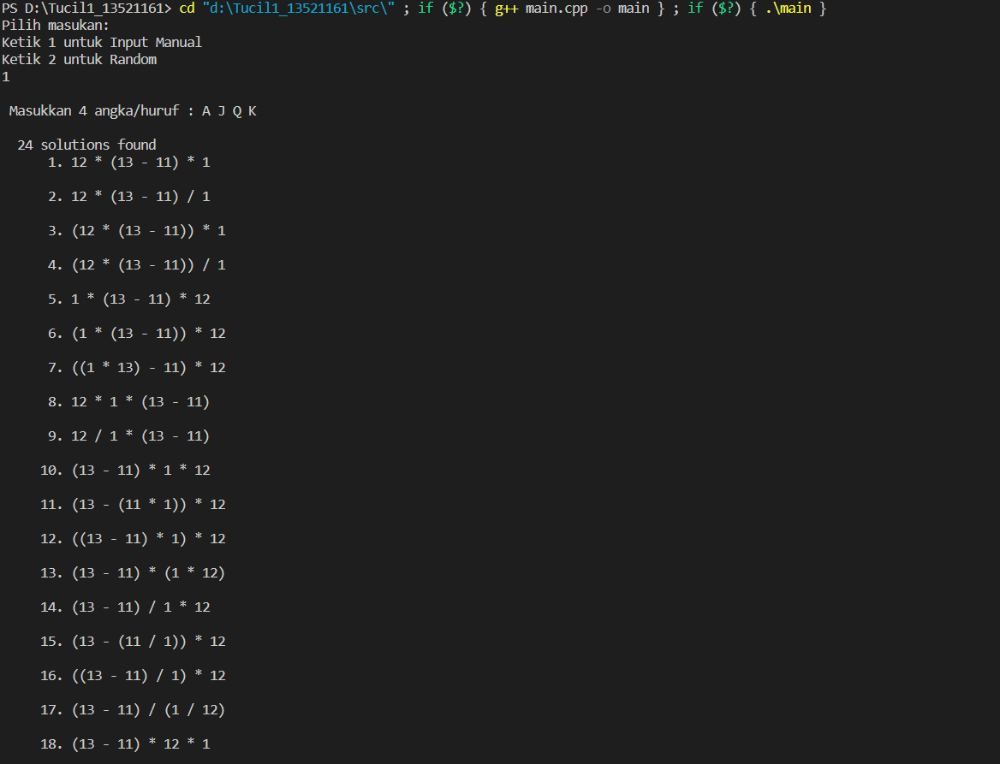 PS D:\Tucil1_13521161> cd "d:\Tucil1_13521161\src\" ; if ($?) { g++ main.cpp -o main } ; if ($?) { .\main }
Pilih masukan:
Ketik 1 untuk Input Manual
Ketik 2 untuk Random
1
Masukkan 4 angka/huruf : A J Q K
24 solutions found
1. 12 * (13 - 11) * 1
2. 12 * (13 - 11) / 1
3. (12 * (13 - 11)) * 1
4. (12 * (13 - 11)) / 1
5. 1 * (13 - 11) * 12
6. (1 * (13 - 11)) * 12
7. ((1 * 13) - 11) * 12
8. 12 * 1 * (13 - 11)
9. 12 / 1 * (13 - 11)
10. (13 - 11) * 1 * 12
11. (13 - (11 * 1)) * 12
12. ((13 - 11) * 1) * 12
13. (13 - 11) * (1 * 12)
14. (13 - 11) / 1 * 12
15. (13 - (11 / 1)) * 12
16. ((13 - 11) / 1) * 12
17. (13 - 11) / (1 / 12)
18. (13 - 11) * 12 * 1